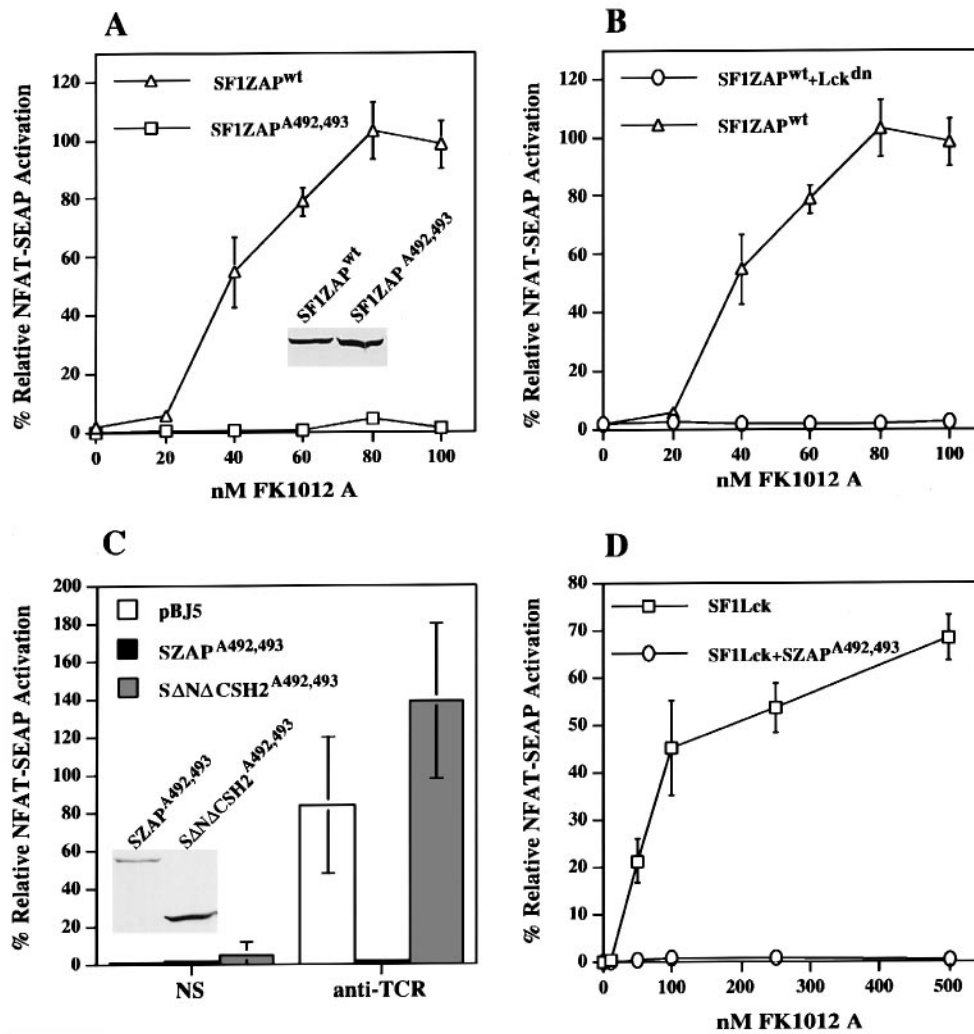 A
% Relative NFAT-SEAP Activation
120
100
80
60
40
20
0
SF1ZAP^wt
SF1ZAP^A492,493
SF1ZAP^wt
SF1ZAP^A492,493
0 20 40 60 80 100
nM FK1012 A
B
% Relative NFAT-SEAP Activation
120
100
80
60
40
20
0
SF1ZAP^wt+Lck^dn
SF1ZAP^wt
0 20 40 60 80 100
nM FK1012 A
C
% Relative NFAT-SEAP Activation
200
180
160
140
120
100
80
60
40
20
0
pBJ5
SZAP^A492,493
SΔNΔCSH2^A492,493
SZAP^A492,493
SΔNΔCSH2^A492,493
NS anti-TCR
D
% Relative NFAT-SEAP Activation
80
70
60
50
40
30
20
10
0
SF1Lck
SF1Lck+SZAP^A492,493
0 100 200 300 400 500
nM FK1012 A